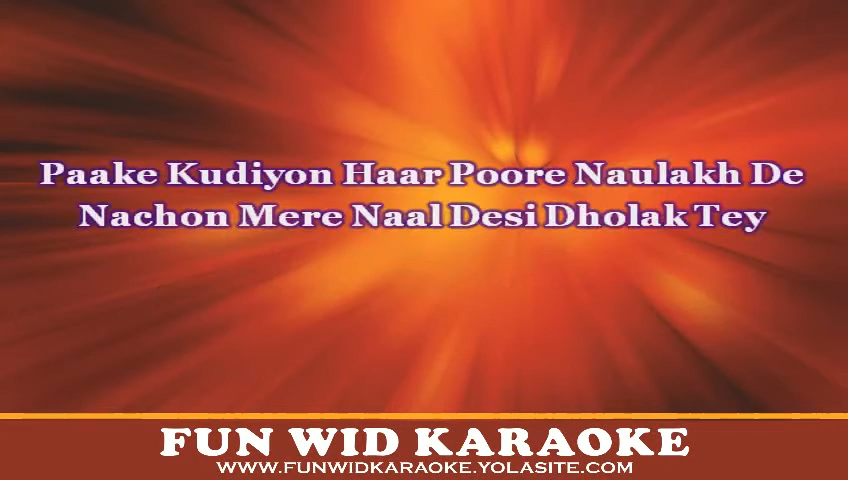 Paake Kudiyon Haar Poore Naulakh De
Nachon Mere Naal Desi Dholak Tey
FUN WID KARAOKE
WWW.FUNWIDKARAOKE.YOLASITE.COM